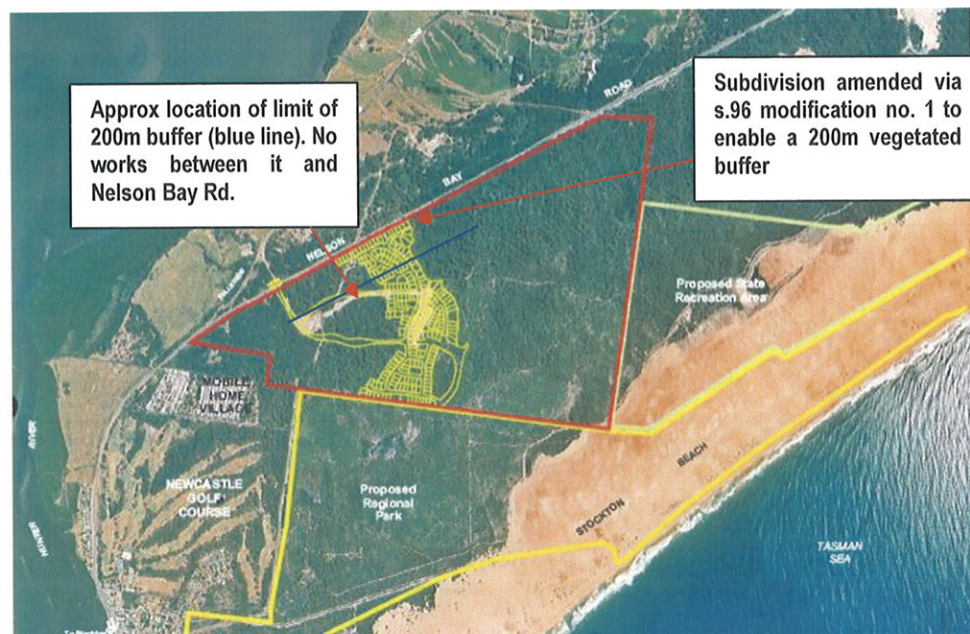 Approx location of limit of
200m buffer (blue line). No
works between it and
Nelson Bay Rd.
Subdivision amended via
s.96 modification no. 1 to
enable a 200m vegetated
buffer
NELSON
BAY
ROAD
Proposed State
Recreation Area
MOBILE
HOME
VILLAGE
NEWCASTLE
GOLF
COURSE
Proposed
Regional
Park
STOCKTON
BEACH
TASMAN
SEA
HUNTER
RIVER